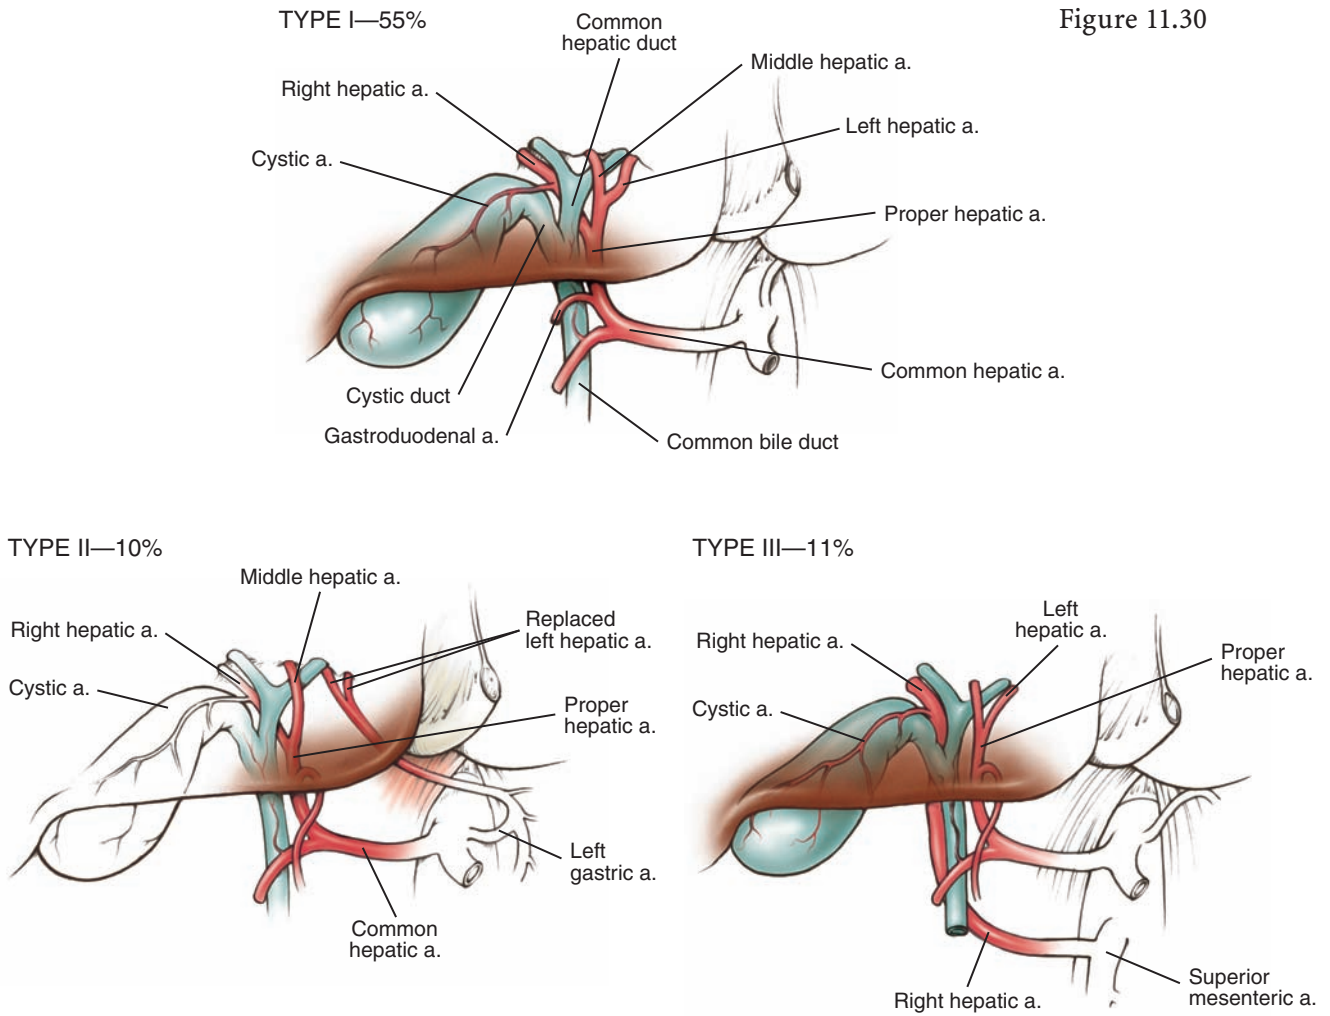 TYPE I—55%
Figure 11.30
Common
hepatic duct
Middle hepatic a.
Right hepatic a.
Left hepatic a.
Cystic a.
Proper hepatic a.
Common hepatic a.
Cystic duct
Gastroduodenal a.
Common bile duct
TYPE II—10%
Middle hepatic a.
Right hepatic a.
Replaced
left hepatic a.
Cystic a.
Proper
hepatic a.
Left
gastric a.
Common
hepatic a.
TYPE III—11%
Left
hepatic a.
Right hepatic a.
Proper
hepatic a.
Cystic a.
Superior
mesenteric a.
Right hepatic a.